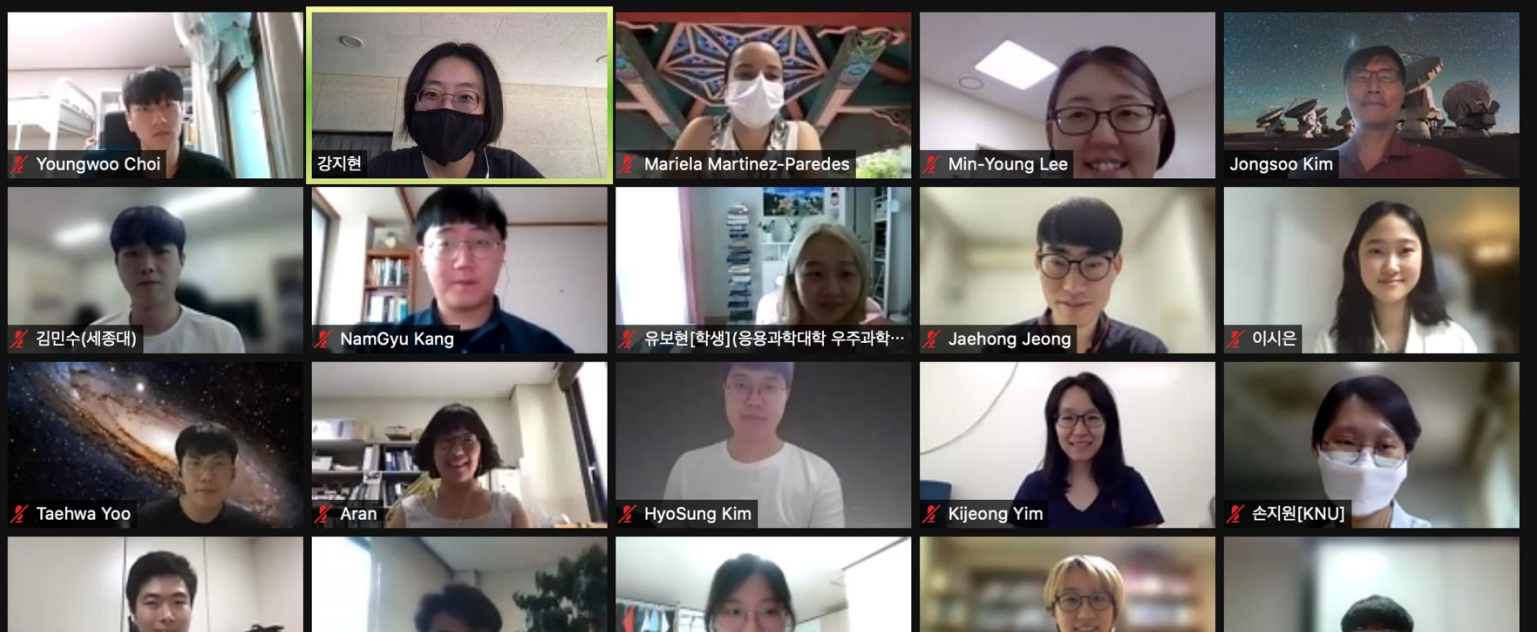 Youngwoo Choi
강지현
Mariela Martinez-Paredes
Min-Young Lee
Jongsoo Kim
김민수(세종대)
NamGyu Kang
유보현[학생](응용과학대학 우주과학…
Jaehong Jeong
이시은
Taehwa Yoo
Aran
HyoSung Kim
Kijeong Yim
손지원[KNU]